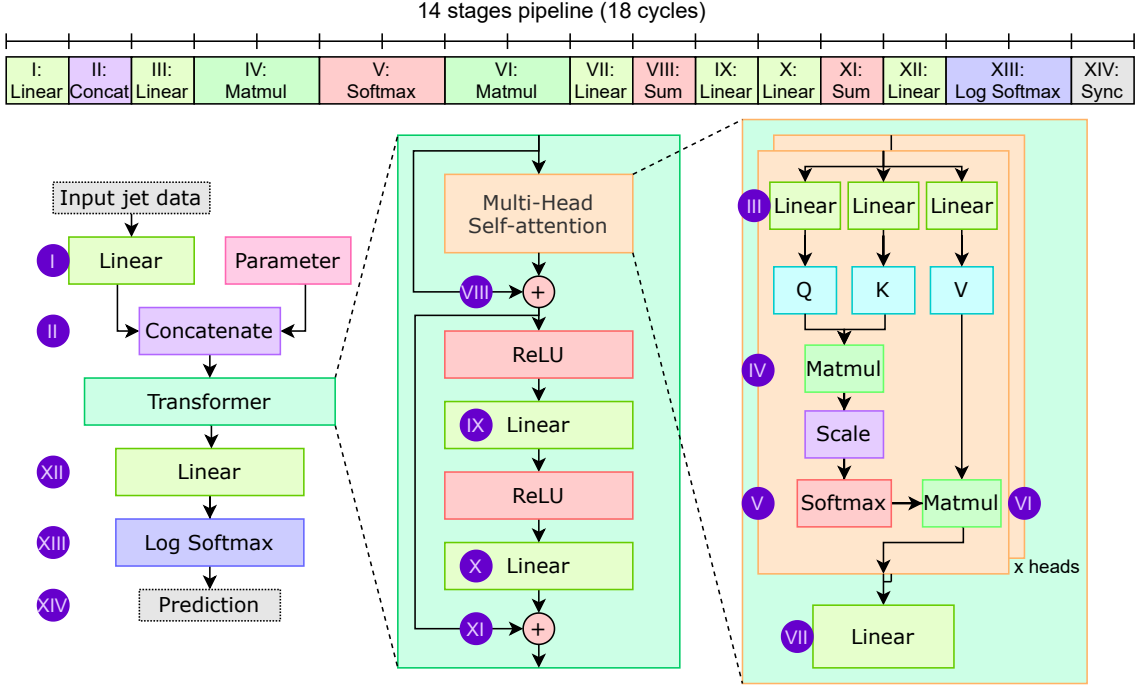 14 stages pipeline (18 cycles)
I:
Linear
II:
Concat
III:
Linear
IV:
Matmul
V:
Softmax
VI:
Matmul
VII:
Linear
VIII:
Sum
IX:
Linear
X:
Linear
XI:
Sum
XII:
Linear
XIII:
Log Softmax
XIV:
Sync
Input jet data
I
Linear
Parameter
II
Concatenate
Transformer
XII
Linear
XIII
Log Softmax
XIV
Prediction
Multi-Head
Self-attention
VIII
+
ReLU
IX
Linear
ReLU
X
Linear
XI
+
III
Linear
Linear
Linear
Q
K
V
IV
Matmul
Scale
V
Softmax
Matmul
VI
x heads
VII
Linear